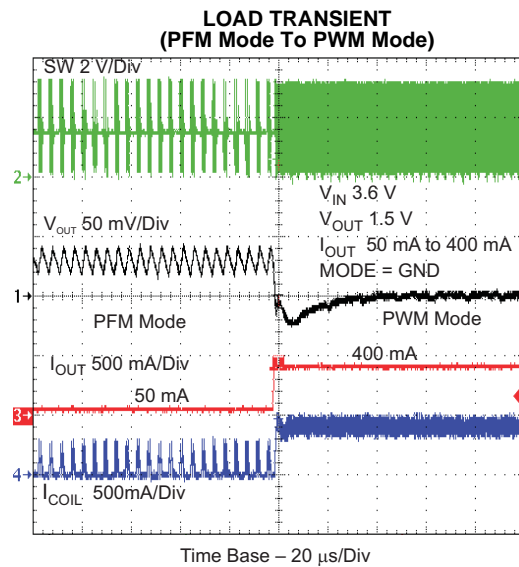 LOAD TRANSIENT
(PFM Mode To PWM Mode)
SW 2 V/Div
2
V_IN 3.6 V
V_OUT 1.5 V
I_OUT 50 mA to 400 mA
MODE = GND
V_OUT 50 mV/Div
1
PFM Mode
PWM Mode
I_OUT 500 mA/Div
400 mA
50 mA
3
4
I_COIL 500mA/Div
Time Base – 20 μs/Div